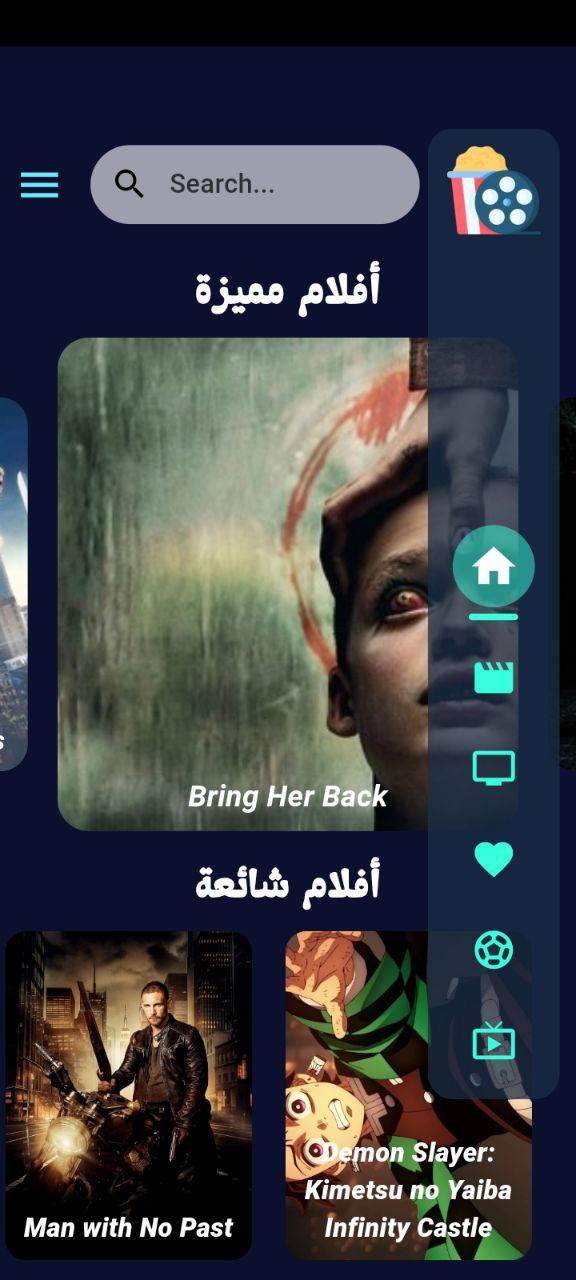 Search...
أفلام مميزة
Bring Her Back
أفلام شائعة
Man with No Past
Demon Slayer:
Kimetsu no Yaiba
Infinity Castle